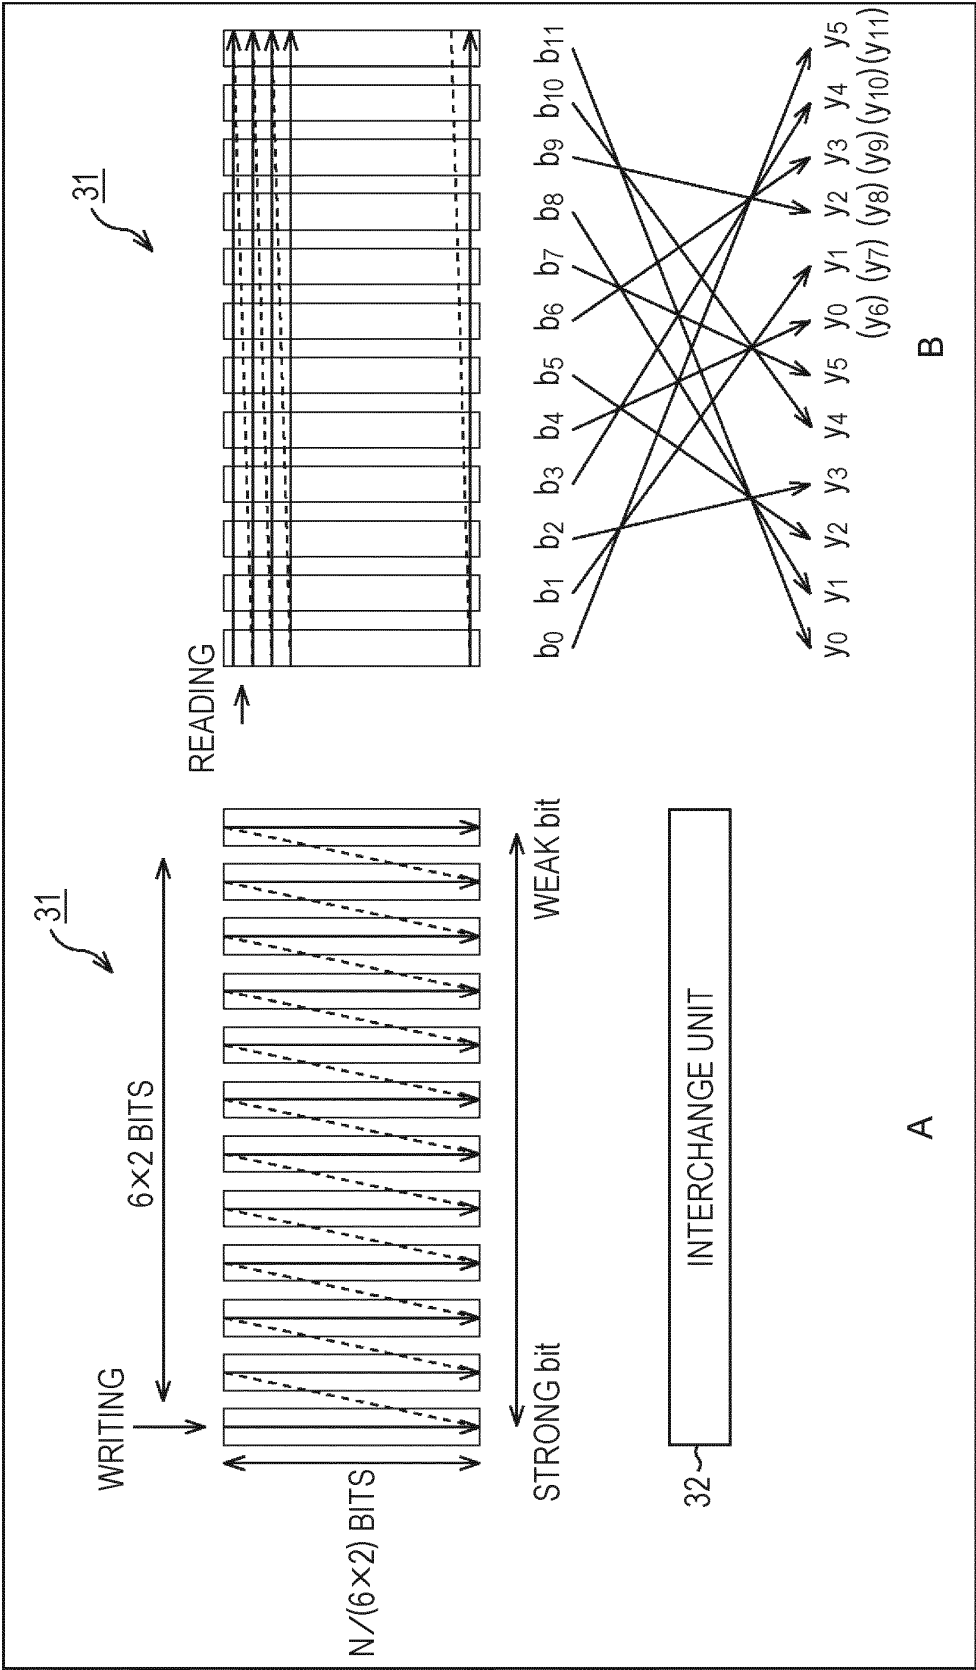 31
WRITING
6×2 BITS
N/(6×2) BITS
STRONG bit
WEAK bit
32
INTERCHANGE UNIT
A
31
READING
b0 b1 b2 b3 b4 b5 b6 b7 b8 b9 b10 b11
y0 y1 y2 y3 y4 y5 y0 y1 y2 y3 y4 y5
(y6) (y7) (y8) (y9) (y10) (y11)
B